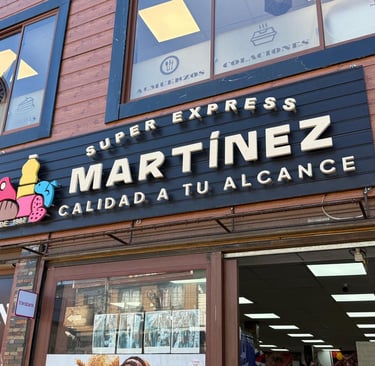 ALMUERZOS
COLACIONES
SUPER EXPRESS
MARTÍNEZ
CALIDAD A TU ALCANCE